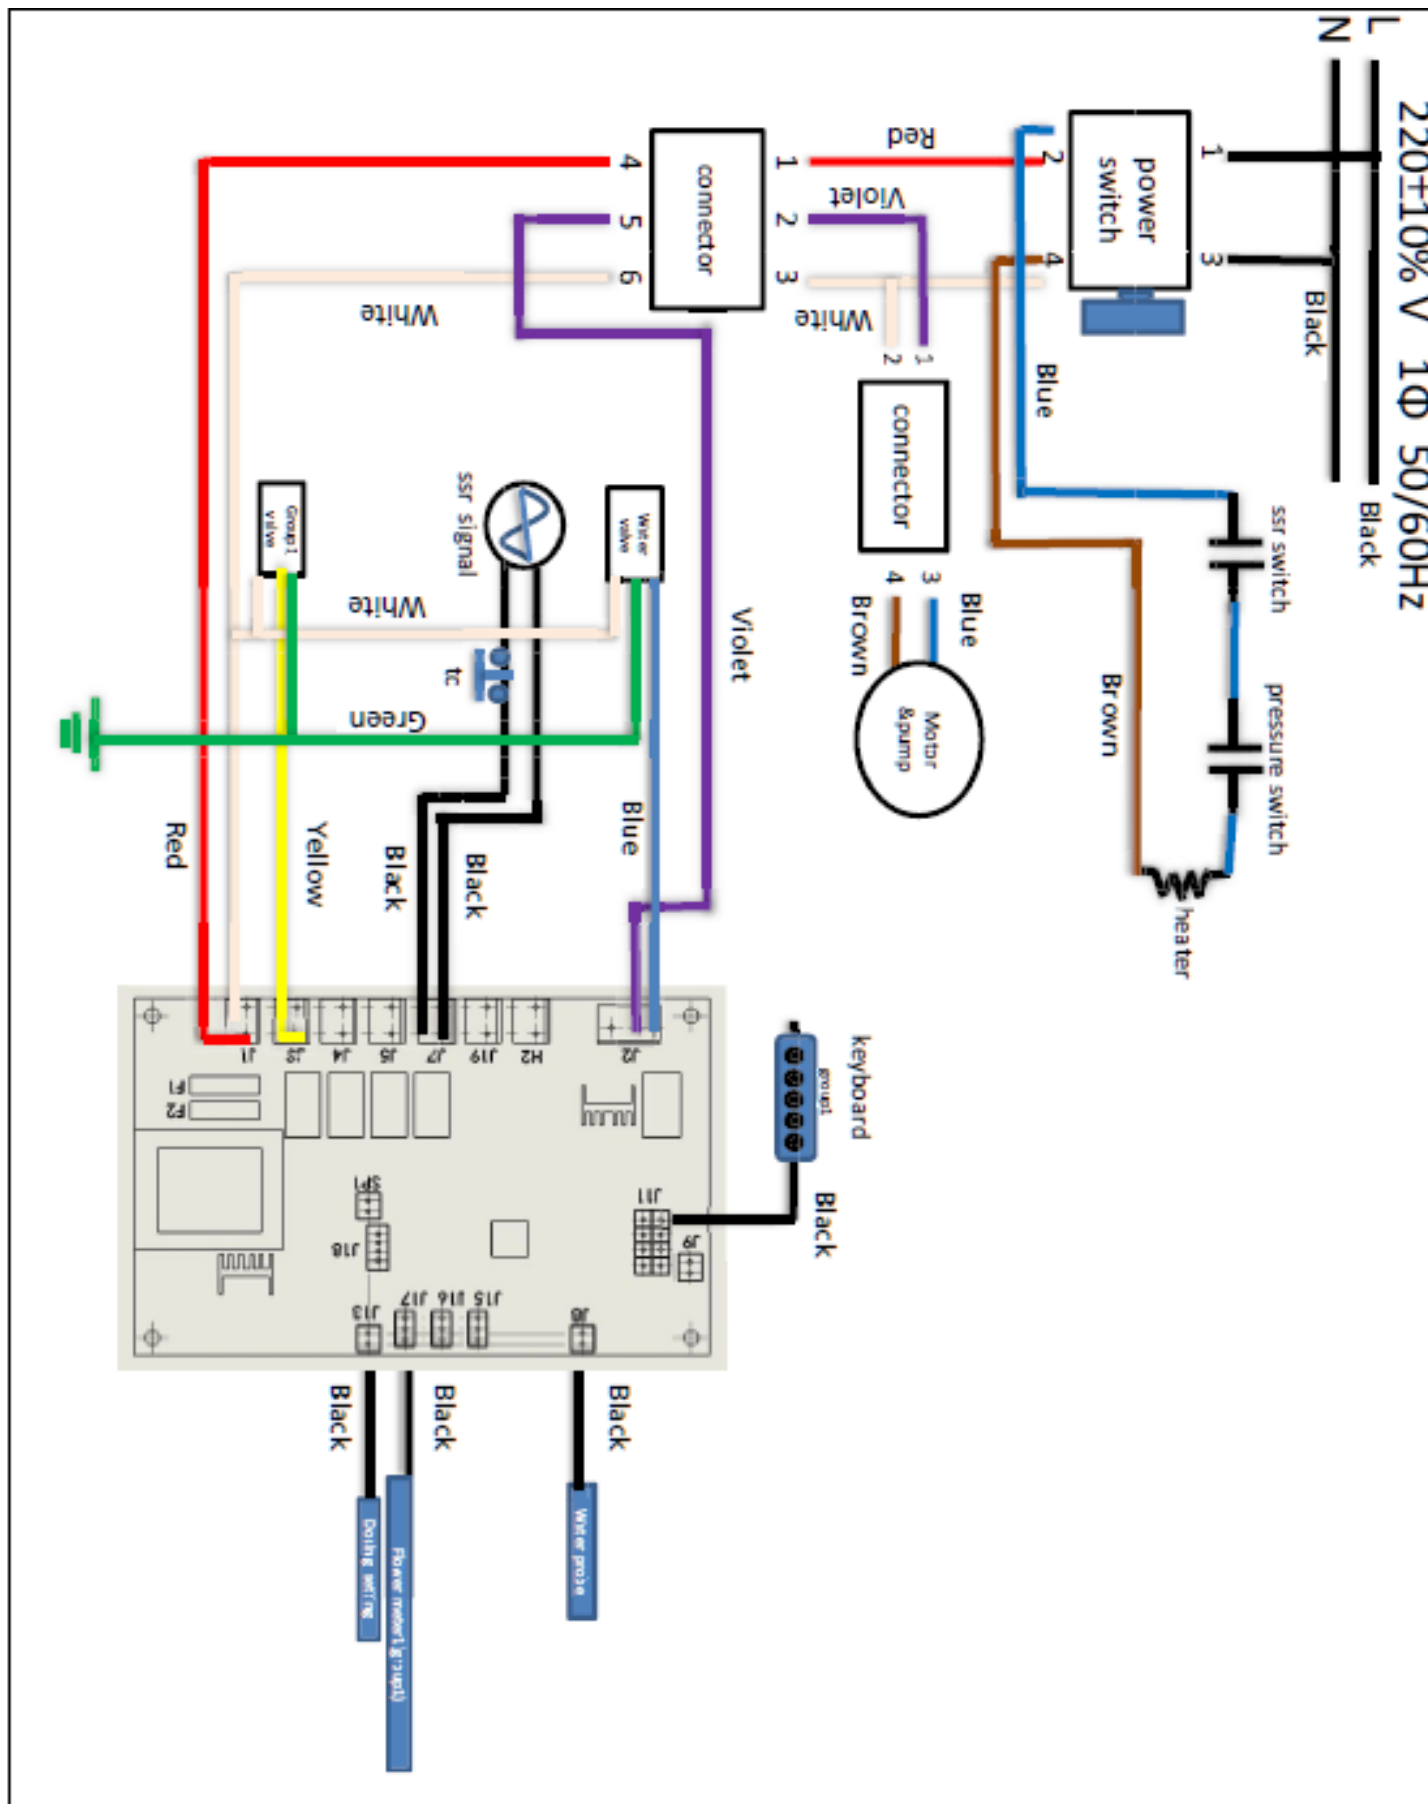 220±10% V 1Φ 50/60Hz
L
N
Black
Black
power
switch
1
3
2
4
Red
Violet
White
Blue
connector
1
2
3
4
5
6
White
connector
1
2
3
4
Blue
Brown
Motor
&pump
ssr switch
pressure switch
heater
Brown
Violet
Water
valve
ssr signal
Group1
valve
White
tc
Green
Red
Yellow
Black
Black
Blue
J1
J3
J4
J5
J7
J19
H2
J2
F1
F2
SP1
J18
J11
J9
J13
J17
J16
J15
J8
keyboard
group1
Black
Black
Black
Black
Dosing setting
Flower meter1(group1)
Water probe